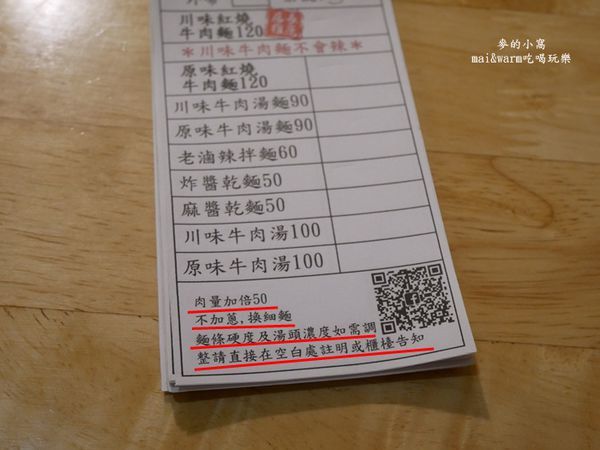 川味紅燒
牛肉麵120
＊川味牛肉麵不會辣＊
原味紅燒
牛肉麵120
川味牛肉湯麵90
原味牛肉湯麵90
老滷辣拌麵60
炸醬乾麵50
麻醬乾麵50
川味牛肉湯100
原味牛肉湯100
肉量加倍50
不加蔥,換細麵
麵條硬度及湯頭濃度如需調
整請直接在空白處註明或櫃檯告知
麥的小窩
mai&warm吃喝玩樂